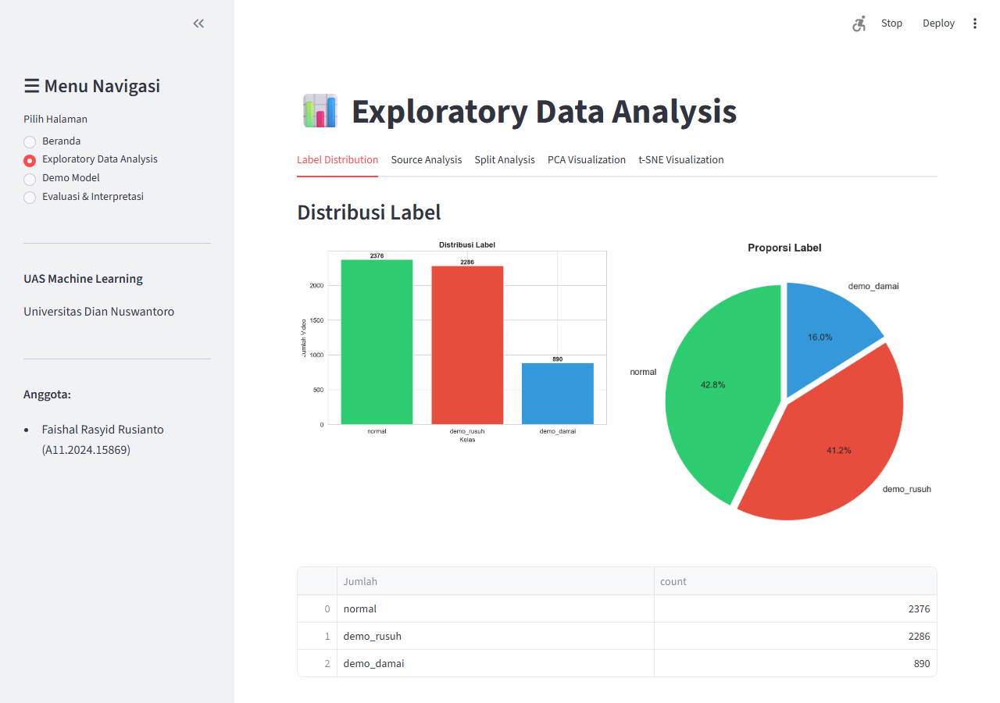 Stop
Deploy
☰ Menu Navigasi
Pilih Halaman
Beranda
Exploratory Data Analysis
Demo Model
Evaluasi & Interpretasi
UAS Machine Learning
Universitas Dian Nuswantoro
Anggota:
• Faishal Rasyid Rusianto
(A11.2024.15869)
Exploratory Data Analysis
Label Distribution
Source Analysis
Split Analysis
PCA Visualization
t-SNE Visualization
Distribusi Label
Distribusi Label
2376
2286
890
Jumlah Video
2000
1500
1000
500
0
normal
demo_rusuh
demo_damai
Kelas
Proporsi Label
demo_damai
16.0%
normal
42.8%
41.2%
demo_rusuh
Jumlah count
0 normal 2376
1 demo_rusuh 2286
2 demo_damai 890